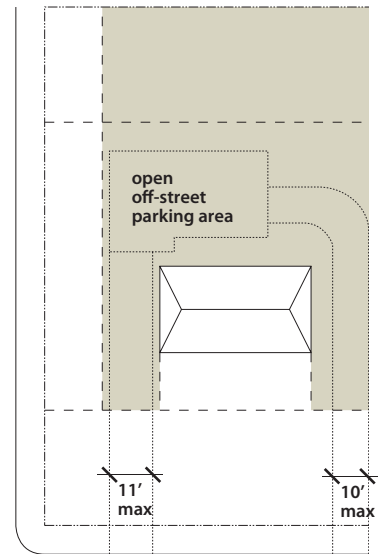 open
off-street
parking area
11’
max
10’
max